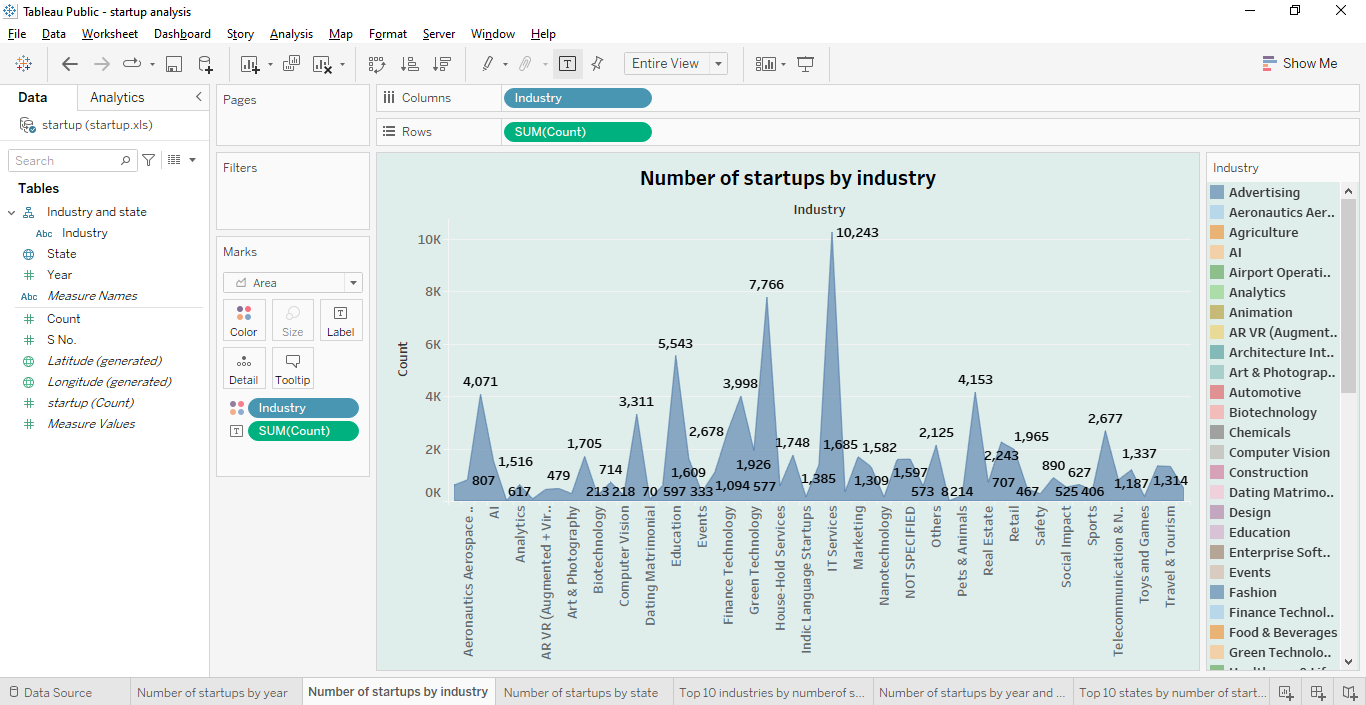 Tableau Public - startup analysis
File Data Worksheet Dashboard Story Analysis Map Format Server Window Help
Entire View
Show Me
Data Analytics
startup (startup.xls)
Search
Tables
Industry and state
Abc Industry
State
Year
Abc Measure Names
Count
S No.
Latitude (generated)
Longitude (generated)
startup (Count)
Measure Values
Pages
Filters
Marks
Area
Color Size Label
Detail Tooltip
Industry
SUM(Count)
Columns Industry
Rows SUM(Count)
Number of startups by industry
Industry
Count
10K
8K
6K
4K
2K
0K
10,243
7,766
5,543
4,071
3,998
4,153
3,311
2,678
2,677
1,705
1,516
479
714
1,609
1,926
1,748
1,685
1,582
2,125
2,243
1,965
890
627
1,337
807
617
213
218
70
597
333
1,094
577
1,385
1,309
1,597
573
8
214
707
467
525
406
1,187
1,314
Aeronautics Aerospace ..
AI
Analytics
AR VR (Augmented + Vir..
Art & Photography
Biotechnology
Computer Vision
Dating Matrimonial
Education
Events
Finance Technology
Green Technology
House-Hold Services
Indic Language Startups
IT Services
Marketing
Nanotechnology
NOT SPECIFIED
Others
Pets & Animals
Real Estate
Retail
Safety
Social Impact
Sports
Telecommunication & N..
Toys and Games
Travel & Tourism
Industry
Advertising
Aeronautics Aer..
Agriculture
AI
Airport Operati..
Analytics
Animation
AR VR (Augment..
Architecture Int..
Art & Photograp..
Automotive
Biotechnology
Chemicals
Computer Vision
Construction
Dating Matrimo..
Design
Education
Enterprise Soft..
Events
Fashion
Finance Technol..
Food & Beverages
Green Technolo..
Data Source Number of startups by year Number of startups by industry Number of startups by state Top 10 industries by numberof s... Number of startups by year and ... Top 10 states by number of start...